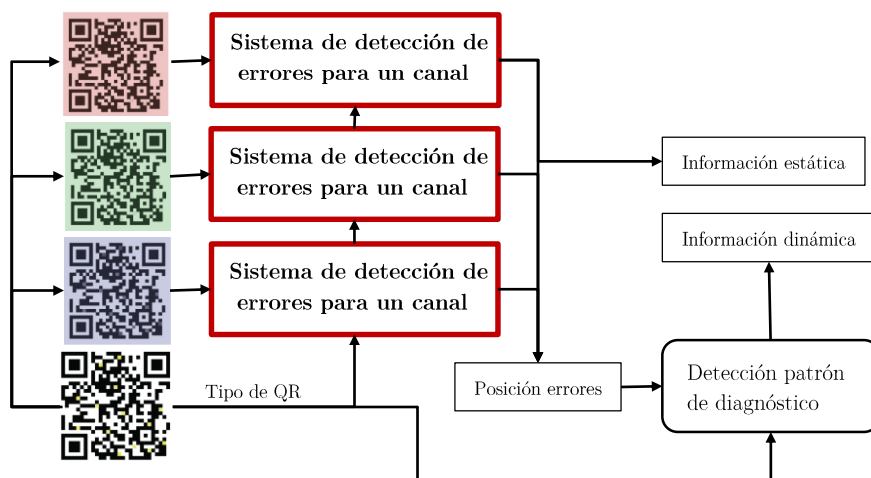 Sistema de detección de
errores para un canal
Sistema de detección de
errores para un canal
Información estática
Información dinámica
Sistema de detección de
errores para un canal
Tipo de QR
Posición errores
Detección patrón
de diagnóstico